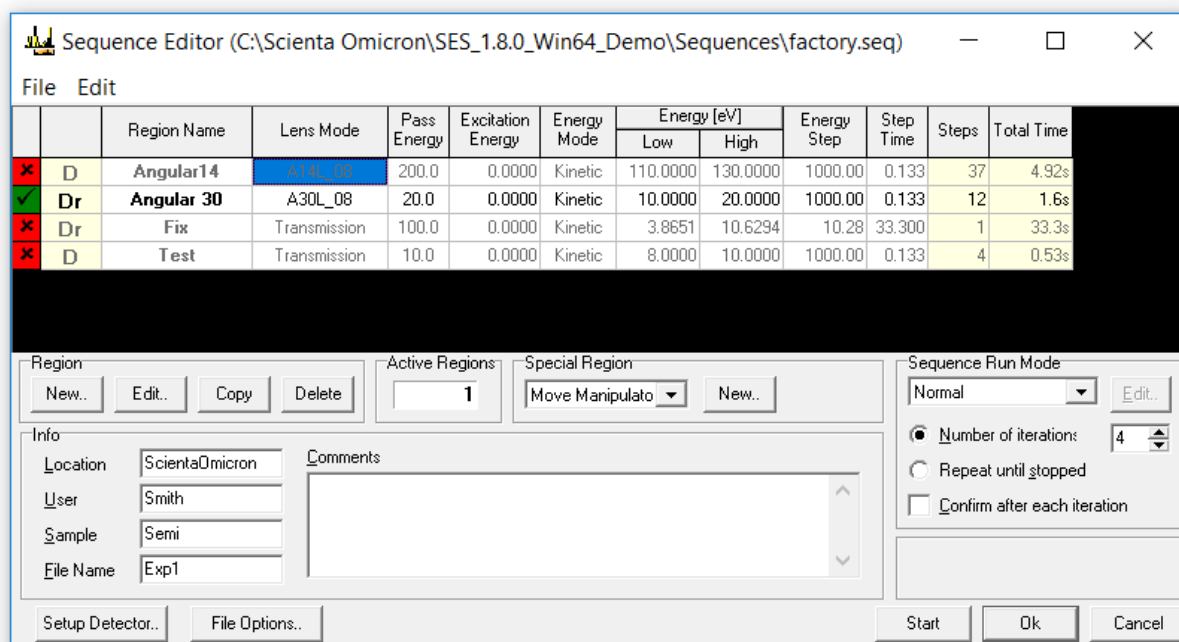 Sequence Editor (C:\Scienta Omicron\SES_1.8.0_Win64_Demo\Sequences\factory.seq)
File Edit
Region Name Lens Mode Pass Energy Excitation Energy Energy Mode Energy [eV] Low High Energy Step Step Time Steps Total Time
D Angular14 A14L_08 200.0 0.0000 Kinetic 110.0000 130.0000 1000.00 0.133 37 4.92s
Dr Angular 30 A30L_08 20.0 0.0000 Kinetic 10.0000 20.0000 1000.00 0.133 12 1.6s
Dr Fix Transmission 100.0 0.0000 Kinetic 3.8651 10.6294 10.28 33.300 1 33.3s
D Test Transmission 10.0 0.0000 Kinetic 8.0000 10.0000 1000.00 0.133 4 0.53s
Region Active Regions Special Region Sequence Run Mode
New.. Edit.. Copy Delete 1 Move Manipulato New.. Normal Edit..
Number of iterations 4
Repeat until stopped
Confirm after each iteration
Info
Location ScientaOmicron Comments
User Smith
Sample Semi
File Name Exp1
Setup Detector.. File Options.. Start Ok Cancel